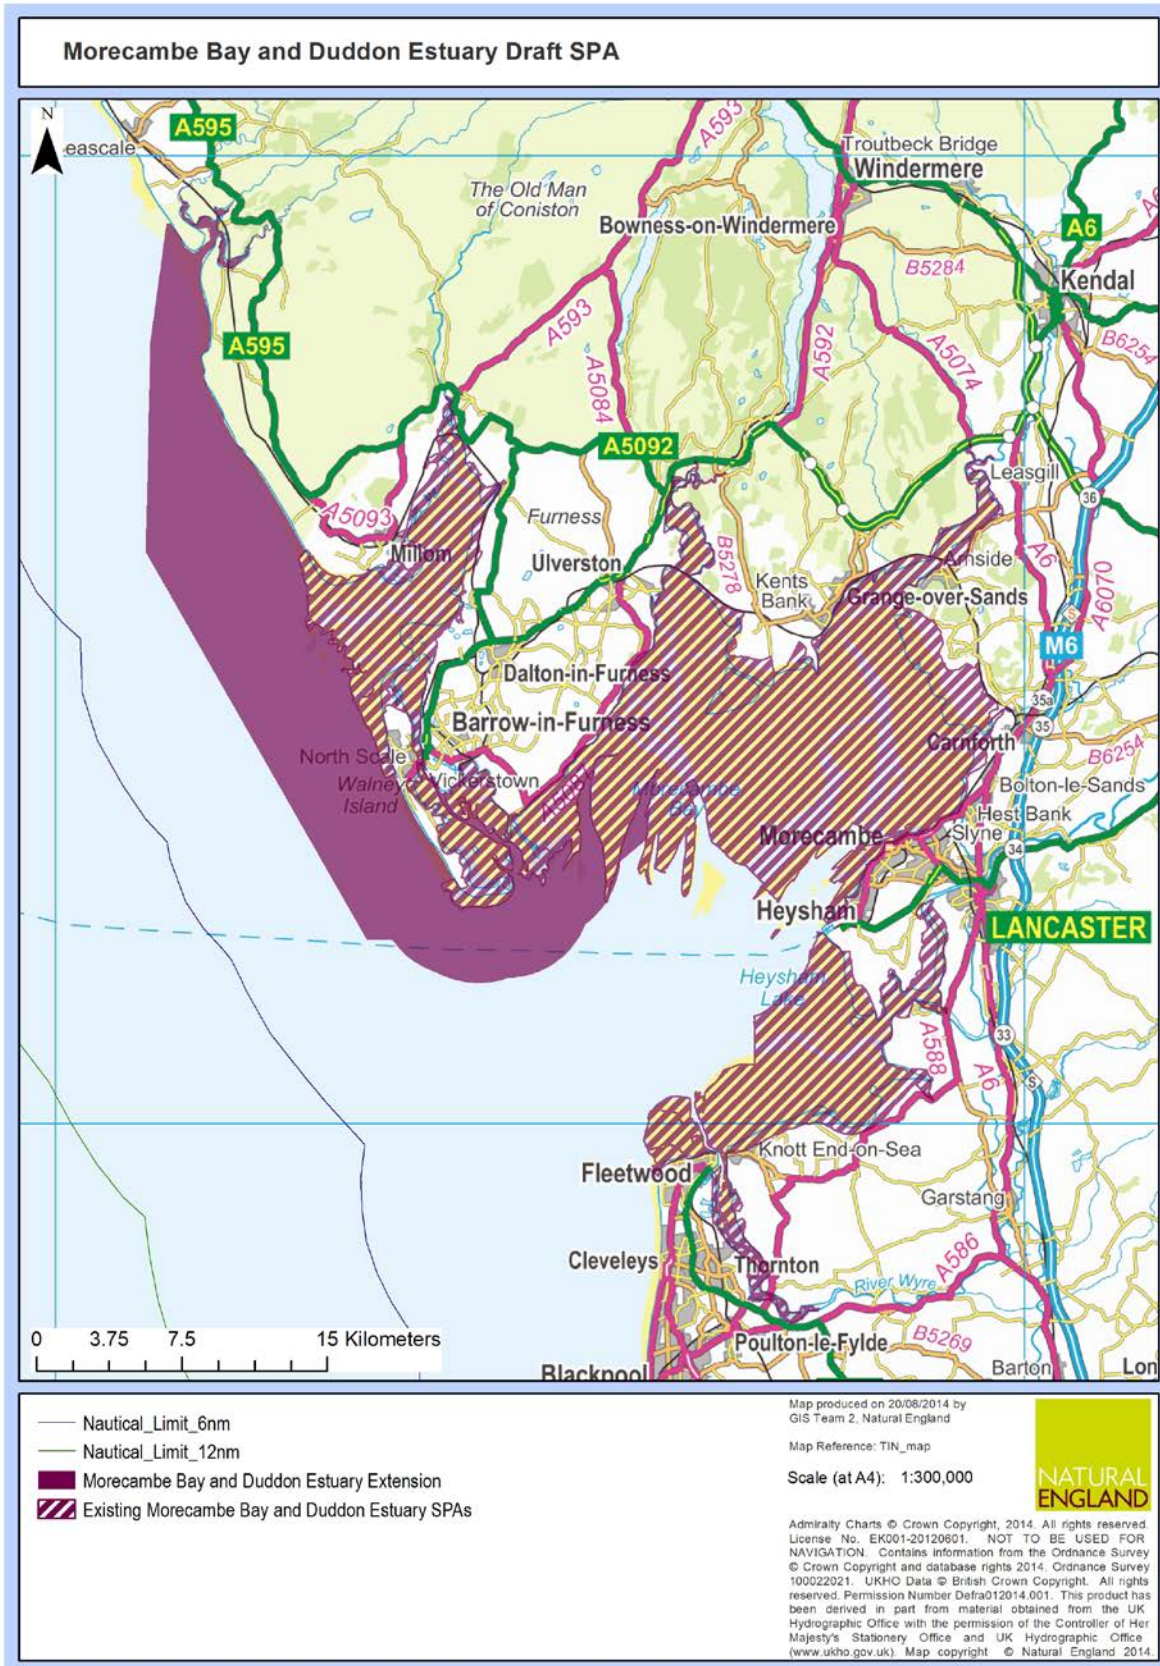 Morecambe Bay and Duddon Estuary Draft SPA
N
A595
A593
eascale
Troutbeck Bridge
Windermere
The Old Man
of Coniston
Bowness-on-Windermere
A6
B5284
Kendal
A593
A595
A5084
A592
A5074
B6254
A5092
Leasgill
36
A5093
Furness
Millom
Ulverston
B5278
Kents
Bank
Arnside
A6
A6070
Grange-over-Sands
S
M6
Dalton-in-Furness
35a
35
Barrow-in-Furness
Carnforth
B6254
North Scale
Walney
Island
Vickerstown
Morecambe
Bay
Bolton-le-Sands
Hest Bank
Morecambe
Slyne
34
Heysham
LANCASTER
Heysham
Lake
A588
A6
33
S
Knott End-on-Sea
Fleetwood
Garstang
Cleveleys
Thornton
A586
River Wyre
0 3.75 7.5 15 Kilometers
Poulton-le-Fylde
B5269
Blackpool
Barton
Lon
Nautical_Limit_6nm
Nautical_Limit_12nm
Morecambe Bay and Duddon Estuary Extension
Existing Morecambe Bay and Duddon Estuary SPAs
Map produced on 20/08/2014 by
GIS Team 2, Natural England
Map Reference: TIN_map
Scale (at A4): 1:300,000
NATURAL
ENGLAND
Admiralty Charts © Crown Copyright, 2014. All rights reserved.
License No. EK001-20120601. NOT TO BE USED FOR
NAVIGATION. Contains information from the Ordnance Survey
© Crown Copyright and database rights 2014. Ordnance Survey
100022021. UKHO Data © British Crown Copyright. All rights
reserved. Permission Number Defra012014.001. This product has
been derived in part from material obtained from the UK
Hydrographic Office with the permission of the Controller of Her
Majesty's Stationery Office and UK Hydrographic Office
(www.ukho.gov.uk). Map copyright © Natural England 2014.